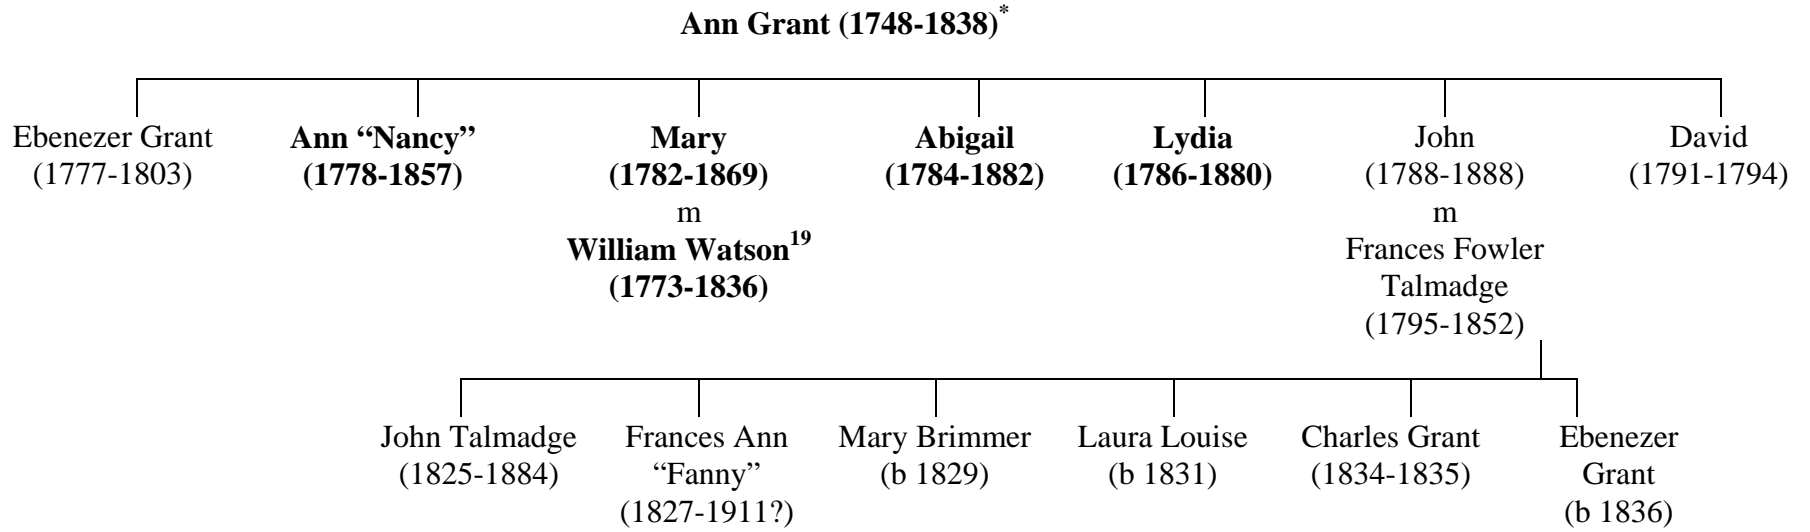 Ann Grant (1748-1838)*
Ebenezer Grant
(1777-1803)
Ann “Nancy”
(1778-1857)
Mary
(1782-1869)
m
William Watson19
(1773-1836)
Abigail
(1784-1882)
Lydia
(1786-1880)
John
(1788-1888)
m
Frances Fowler
Talmadge
(1795-1852)
David
(1791-1794)
John Talmadge
(1825-1884)
Frances Ann
“Fanny”
(1827-1911?)
Mary Brimmer
(b 1829)
Laura Louise
(b 1831)
Charles Grant
(1834-1835)
Ebenezer
Grant
(b 1836)